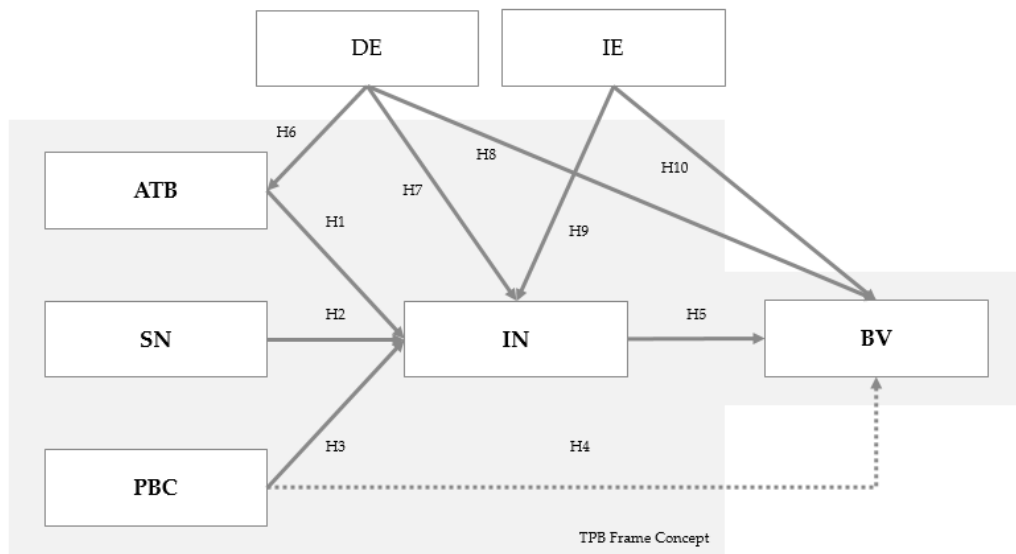 DE
IE
H6
H8
H10
ATB
H7
H1
H9
SN
H2
IN
H5
BV
PBC
H3
H4
TPB Frame Concept